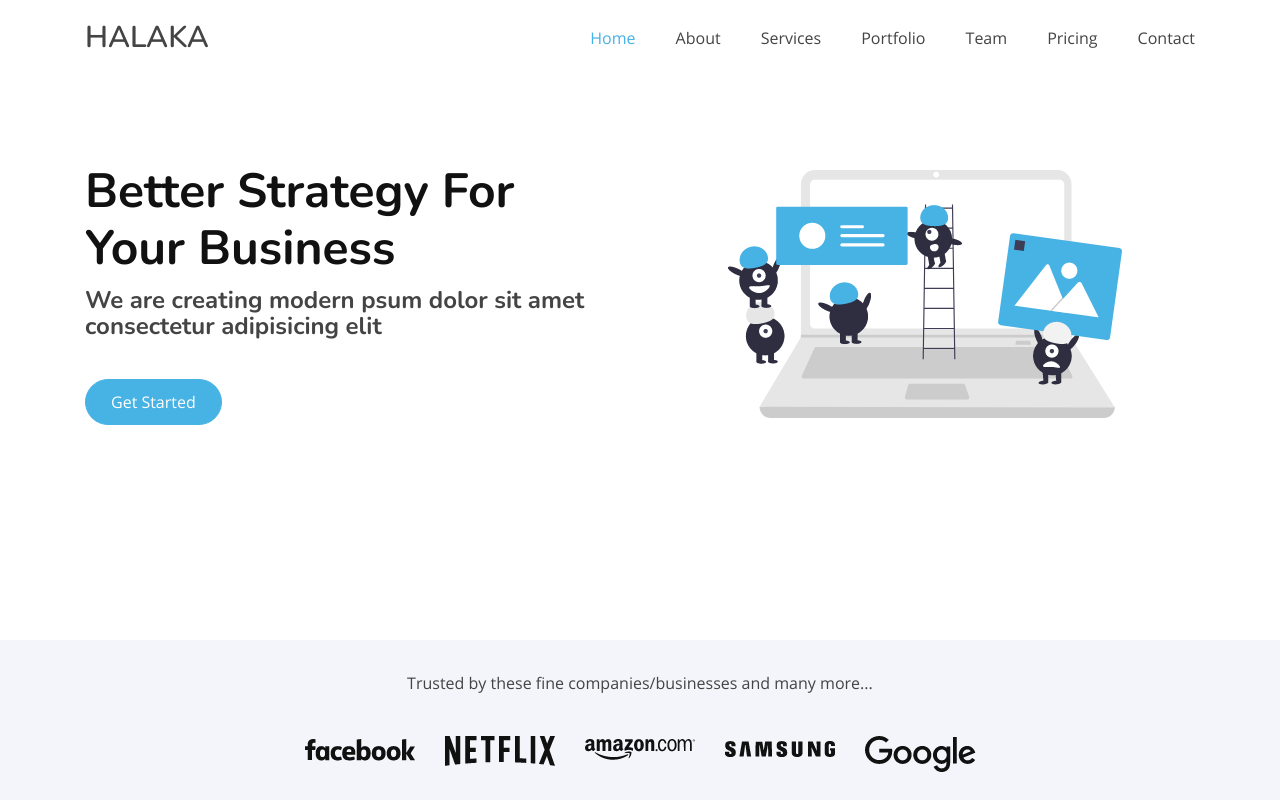 HALAKA
Home About Services Portfolio Team Pricing Contact
Better Strategy For
Your Business
We are creating modern psum dolor sit amet
consectetur adipisicing elit
Get Started
Trusted by these fine companies/businesses and many more...
facebook NETFLIX amazon.com SAMSUNG Google